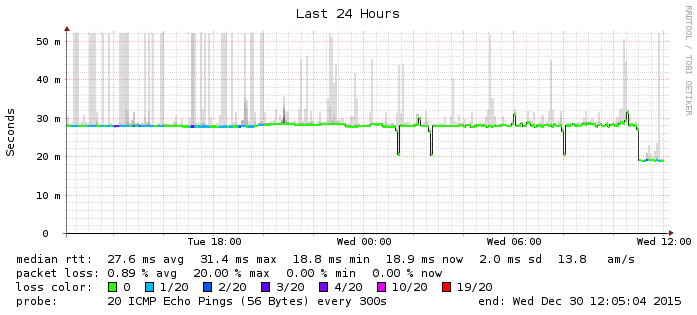 Last 24 Hours
RRDTOOL / TOBI OETIKER
Seconds
50 m
40 m
30 m
20 m
10 m
0
Tue 18:00 Wed 00:00 Wed 06:00 Wed 12:00
median rtt: 27.6 ms avg 31.4 ms max 18.8 ms min 18.9 ms now 2.0 ms sd 13.8 am/s
packet loss: 0.89 % avg 20.00 % max 0.00 % min 0.00 % now
loss color: 0 1/20 2/20 3/20 4/20 10/20 19/20
probe: 20 ICMP Echo Pings (56 Bytes) every 300s end: Wed Dec 30 12:05:04 2015